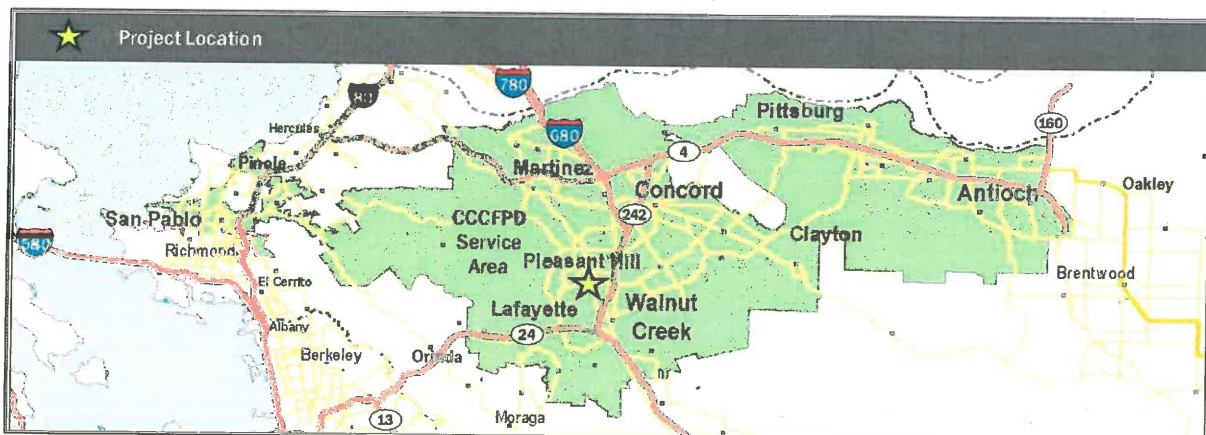 Project Location
80
780
Hercules
680
Pittsburg
160
Pinole
Martinez
4
Concord
Antioch
Oakley
San Pablo
CCCFPD
Service
Area
242
Clayton
580
Richmond
Pleasant Hill
Brentwood
El Cerrito
Lafayette
Walnut
Creek
Albany
24
Berkeley
Orinda
13
Moraga